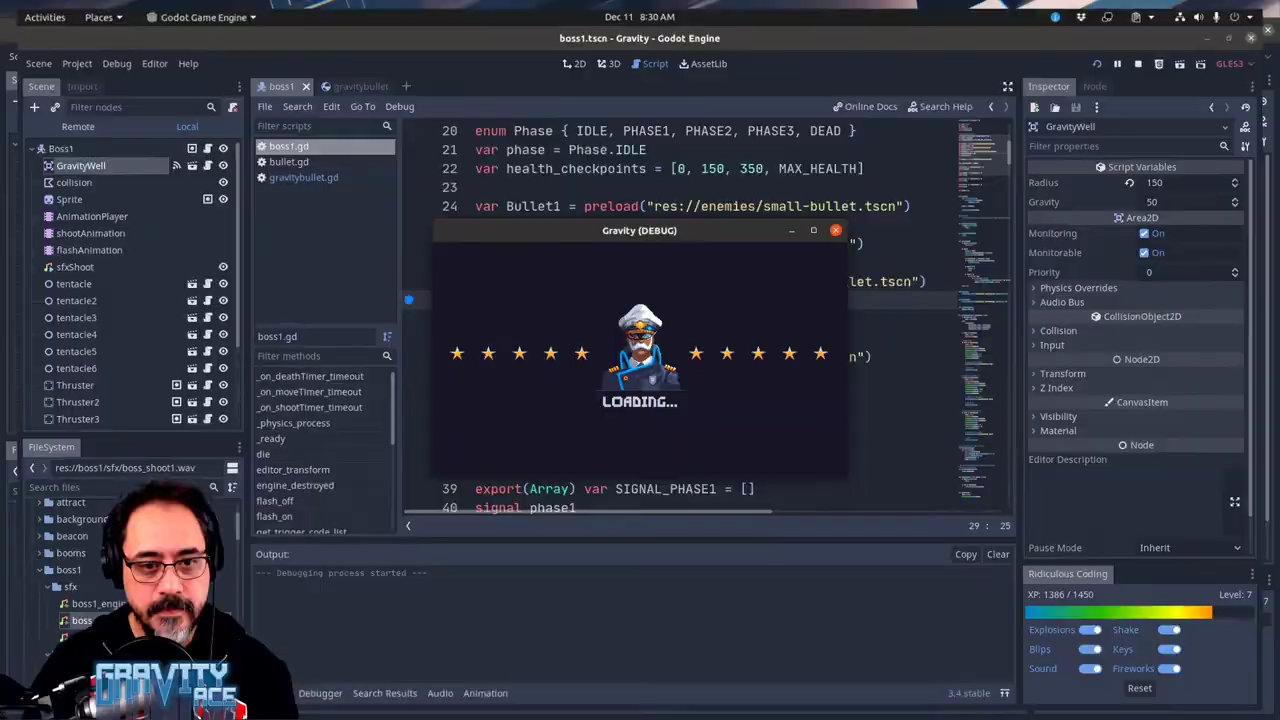 Activities
Places
Godot Game Engine
Dec 11 8:30 AM
boss1.tscn - Gravity - Godot Engine
Scene
Project
Debug
Editor
Help
2D
3D
Script
AssetLib
GLES3
Scene
Import
Filter nodes
Remote
Local
Boss1
GravityWell
collision
Sprite
AnimationPlayer
shootAnimation
flashAnimation
sfxShoot
tentacle
tentacle2
tentacle3
tentacle4
tentacle5
tentacle6
Thruster
Thruster2
Thruster3
FileSystem
res://boss1/sfx/boss_shoot1.wav
Search files
attract
background
beacon
booms
boss1
sfx
boss1_engin
boss
GRAVITY
ACE
boss1
gravitybullet
File
Search
Edit
Go To
Debug
Online Docs
Search Help
Filter scripts
boss1.gd
bullet.gd
gravitybullet.gd
boss1.gd
Filter methods
_on_deathTimer_timeout
_on_moveTimer_timeout
_on_shootTimer_timeout
_physics_process
_ready
die
editor_transform
engine_destroyed
flash_off
flash_on
get_trigger_code_list
20 enum Phase { IDLE, PHASE1, PHASE2, PHASE3, DEAD }
21 var phase = Phase.IDLE
22 var health_checkpoints = [0, 150, 350, MAX_HEALTH]
23
24 var Bullet1 = preload("res://enemies/small-bullet.tscn")
")
let.tscn")
n")
39 export(Array) var SIGNAL_PHASE1 = []
40 signal phase1
29 : 25
Gravity (DEBUG)
LOADING...
Output:
Copy
Clear
--- Debugging process started ---
Debugger
Search Results
Audio
Animation
3.4.stable
Inspector
Node
GravityWell
Filter properties
Script Variables
Radius 150
Gravity 50
Area2D
Monitoring On
Monitorable On
Priority 0
Physics Overrides
Audio Bus
CollisionObject2D
Collision
Input
Node2D
Transform
Z Index
CanvasItem
Visibility
Material
Node
Editor Description
Pause Mode Inherit
Ridiculous Coding
XP: 1386 / 1450 Level: 7
Explosions
Shake
Blips
Keys
Sound
Fireworks
Reset